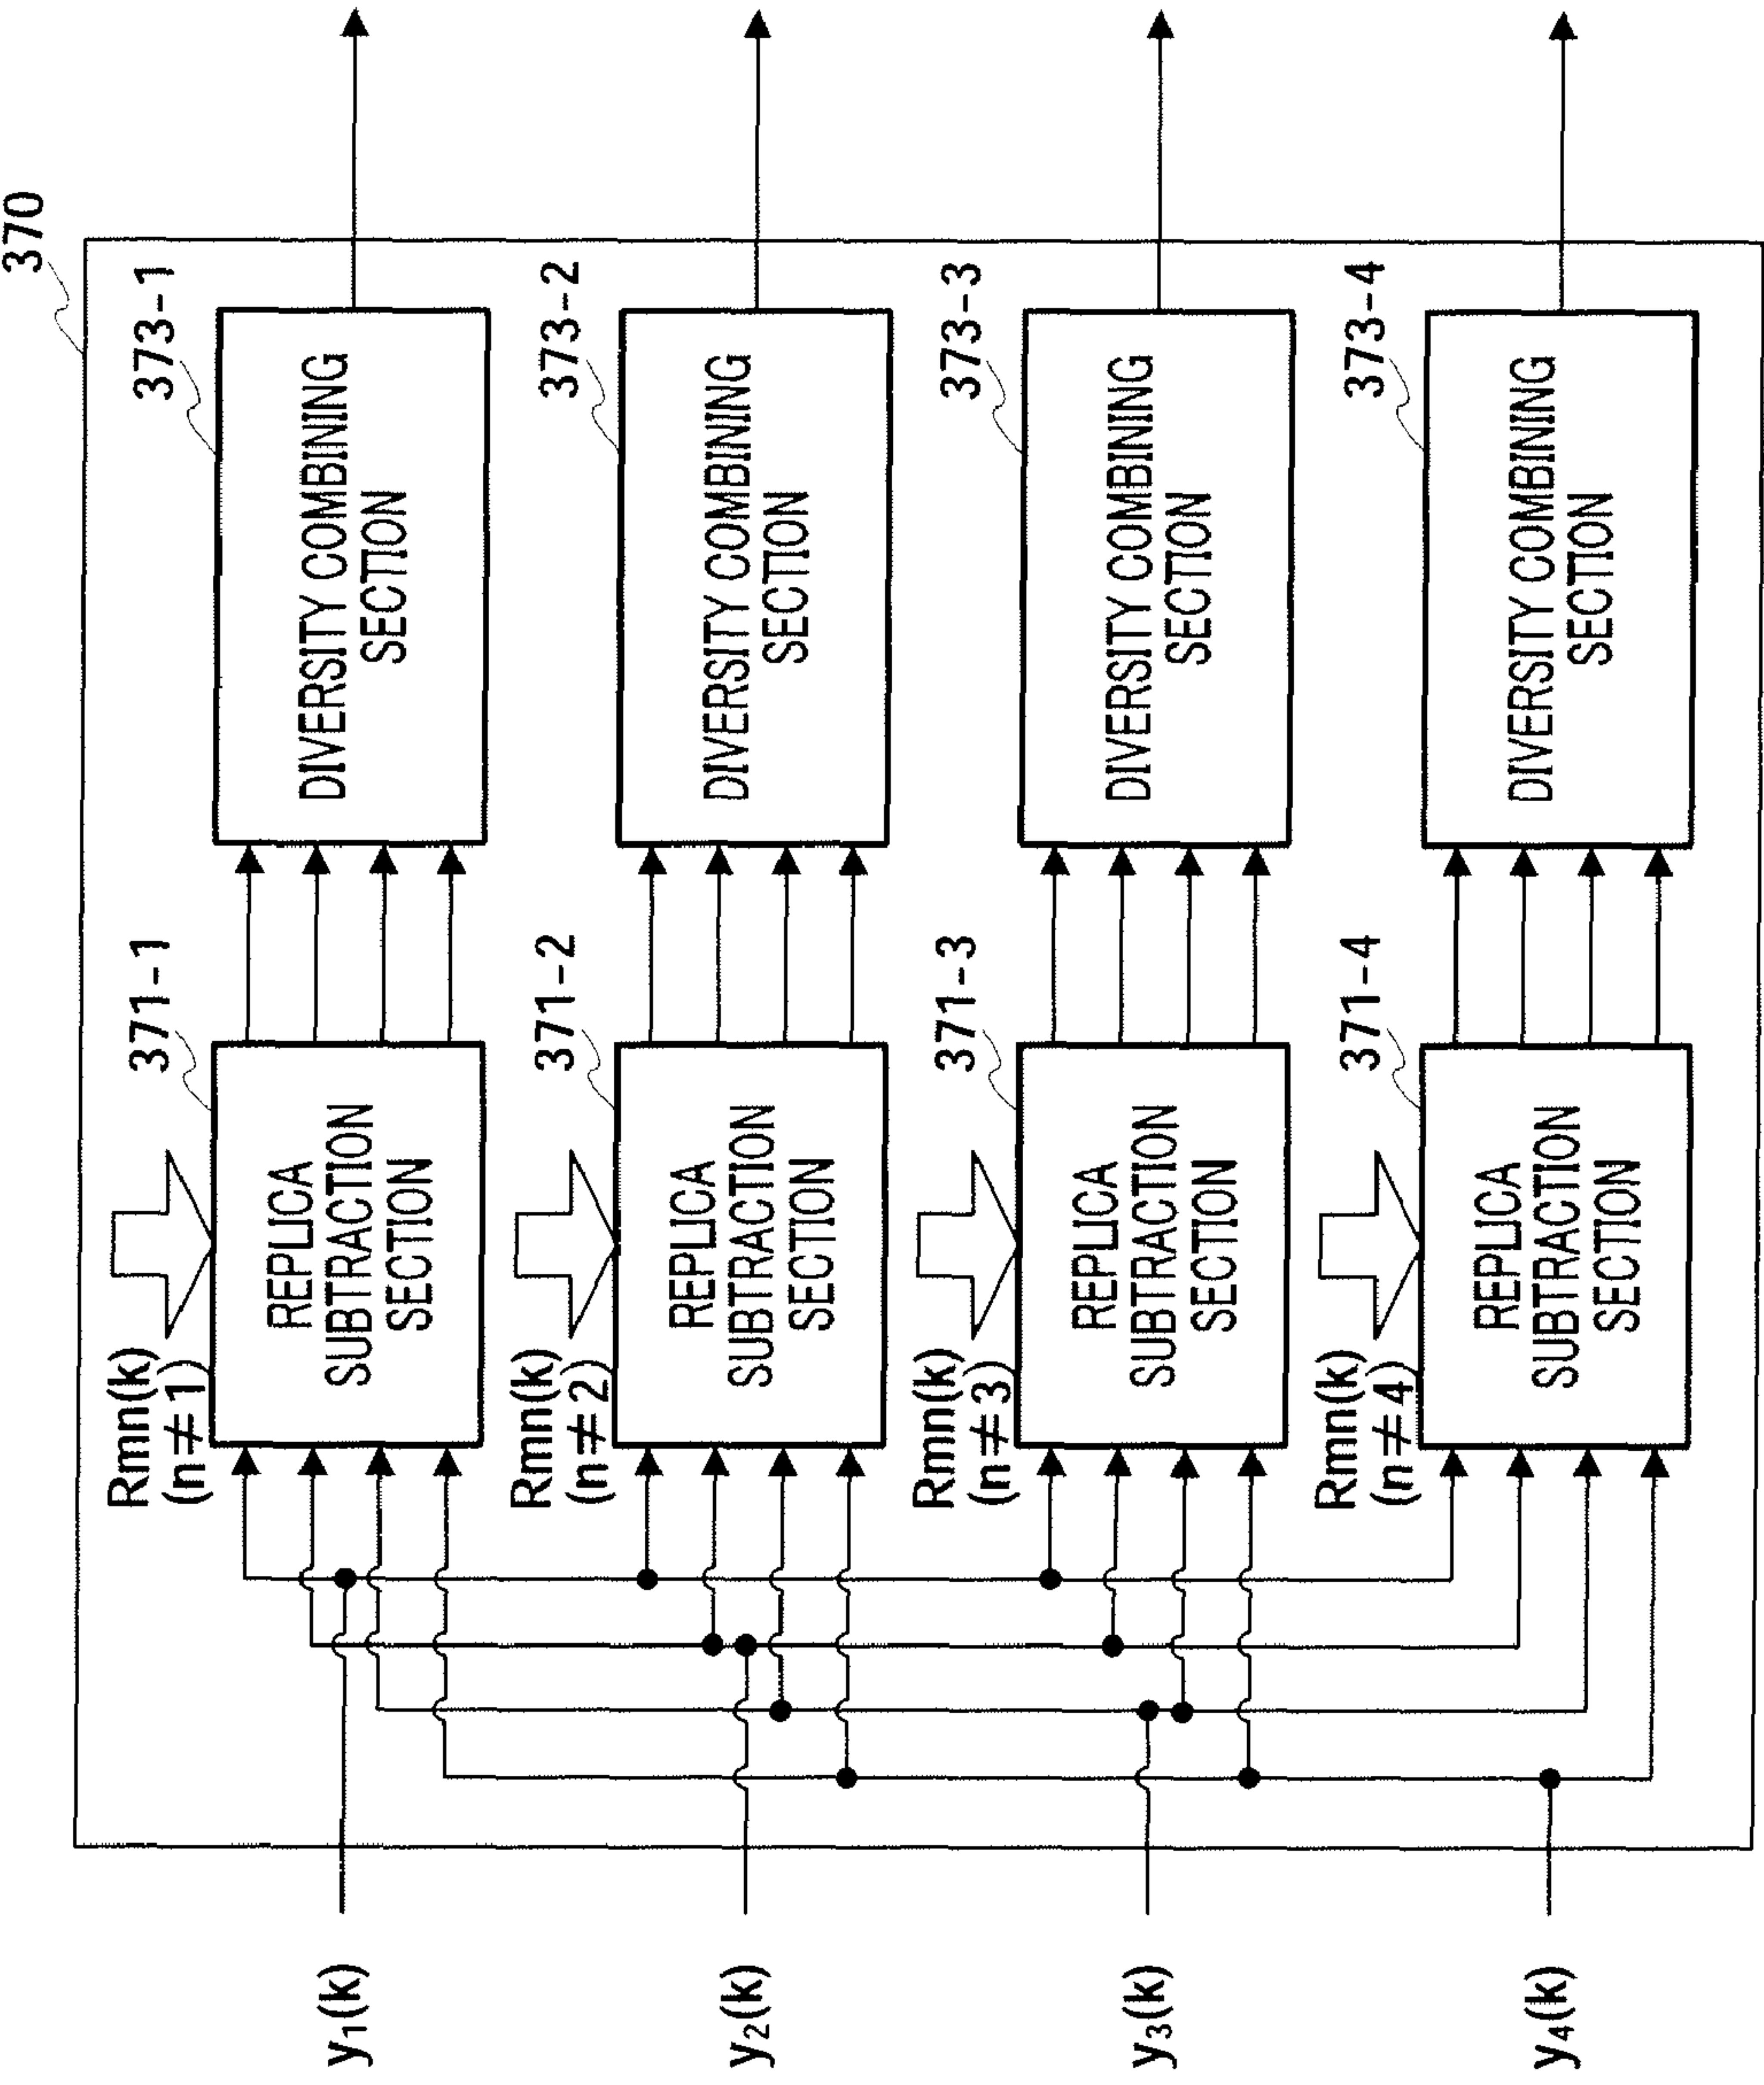 370
373-1
DIVERSITY COMBINING
SECTION
373-2
DIVERSITY COMBINING
SECTION
373-3
DIVERSITY COMBINING
SECTION
373-4
DIVERSITY COMBINING
SECTION
371-1
REPLICA
SUBTRACTION
SECTION
Rmn(k)
(n≠1)
371-2
REPLICA
SUBTRACTION
SECTION
Rmn(k)
(n≠2)
371-3
REPLICA
SUBTRACTION
SECTION
Rmn(k)
(n≠3)
371-4
REPLICA
SUBTRACTION
SECTION
Rmn(k)
(n≠4)
y₁(k)
y₂(k)
y₃(k)
y₄(k)